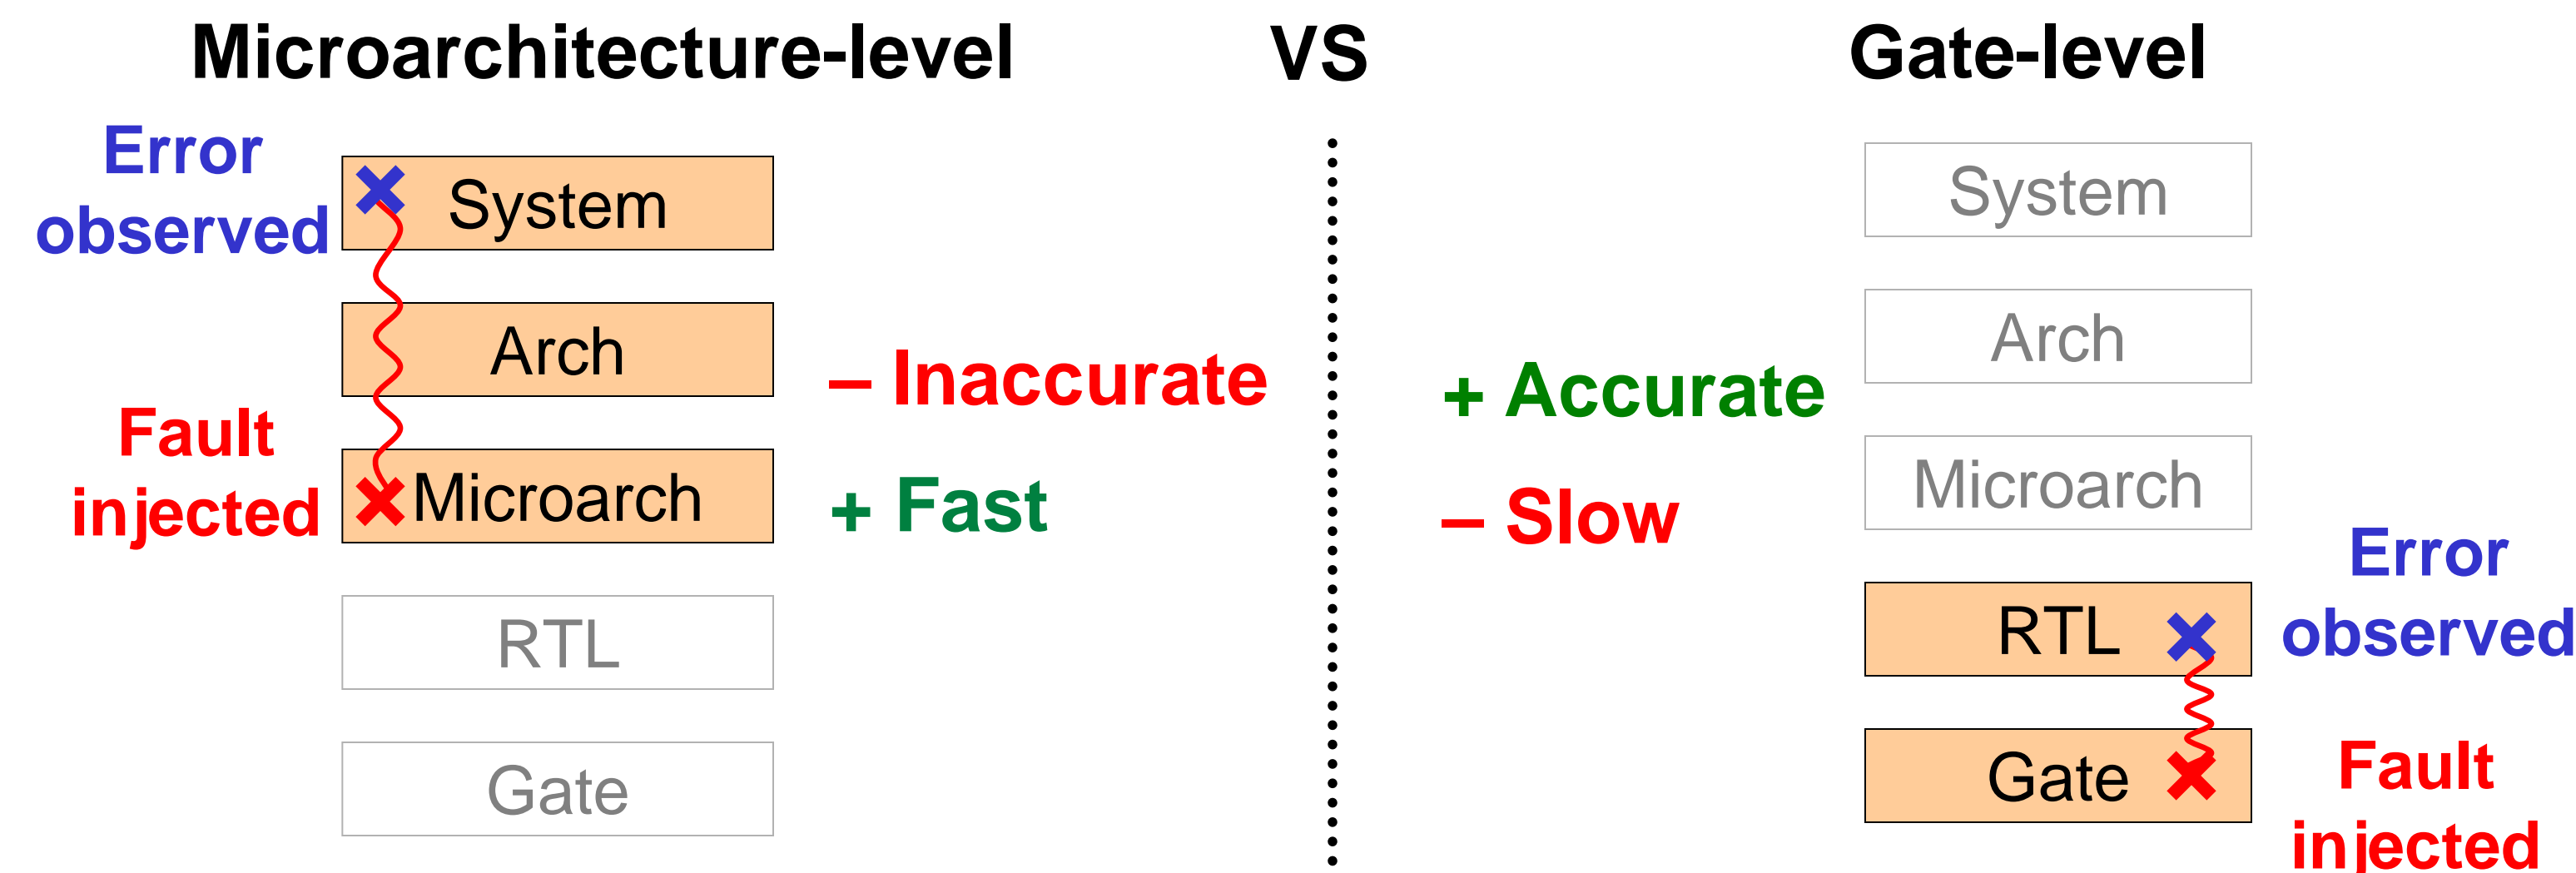 Microarchitecture-level
VS
Gate-level
Error
observed
System
Arch
– Inaccurate
Fault
injected
Microarch
+ Fast
RTL
Gate
System
Arch
+ Accurate
Microarch
– Slow
Error
observed
RTL
Gate
Fault
injected